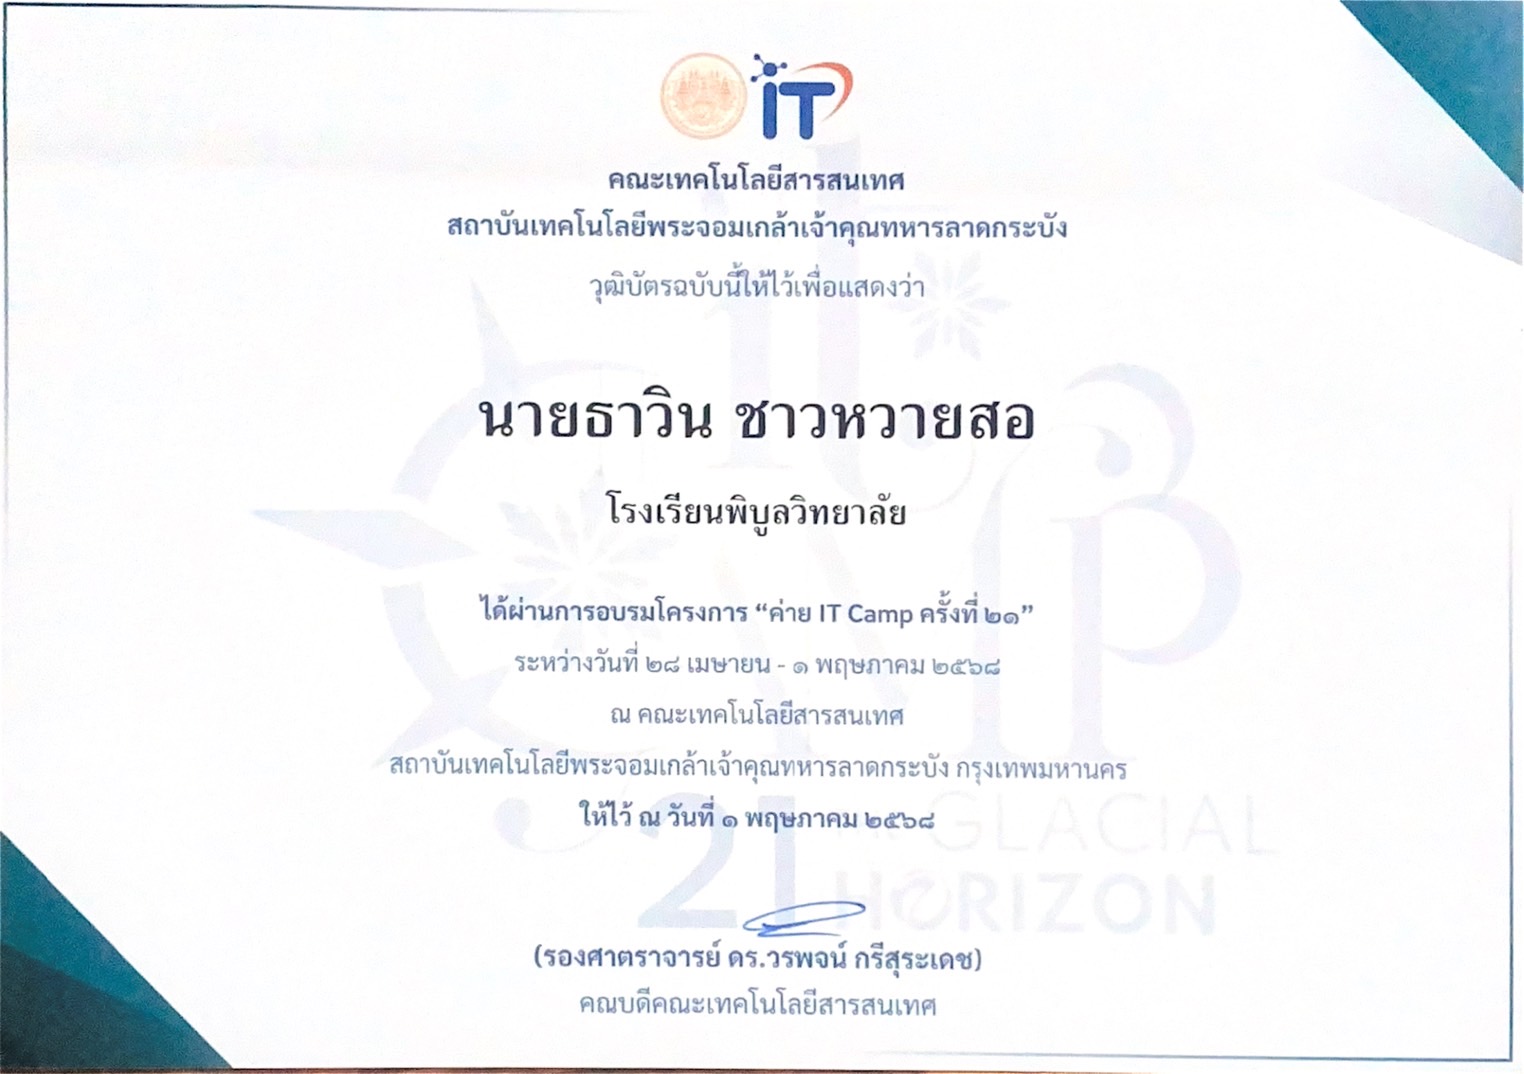 iT
คณะเทคโนโลยีสารสนเทศ
สถาบันเทคโนโลยีพระจอมเกล้าเจ้าคุณทหารลาดกระบัง
วุฒิบัตรฉบับนี้ให้ไว้เพื่อแสดงว่า
นายธาวิน ชาวหวายสอ
โรงเรียนพิบูลวิทยาลัย
ได้ผ่านการอบรมโครงการ “ค่าย IT Camp ครั้งที่ ๒๑”
ระหว่างวันที่ ๒๘ เมษายน - ๑ พฤษภาคม ๒๕๖๘
ณ คณะเทคโนโลยีสารสนเทศ
สถาบันเทคโนโลยีพระจอมเกล้าเจ้าคุณทหารลาดกระบัง กรุงเทพมหานคร
ให้ไว้ ณ วันที่ ๑ พฤษภาคม ๒๕๖๘
21 GLACIAL
HORIZON
(รองศาตราจารย์ ดร.วรพจน์ กรีสุระเดช)
คณบดีคณะเทคโนโลยีสารสนเทศ